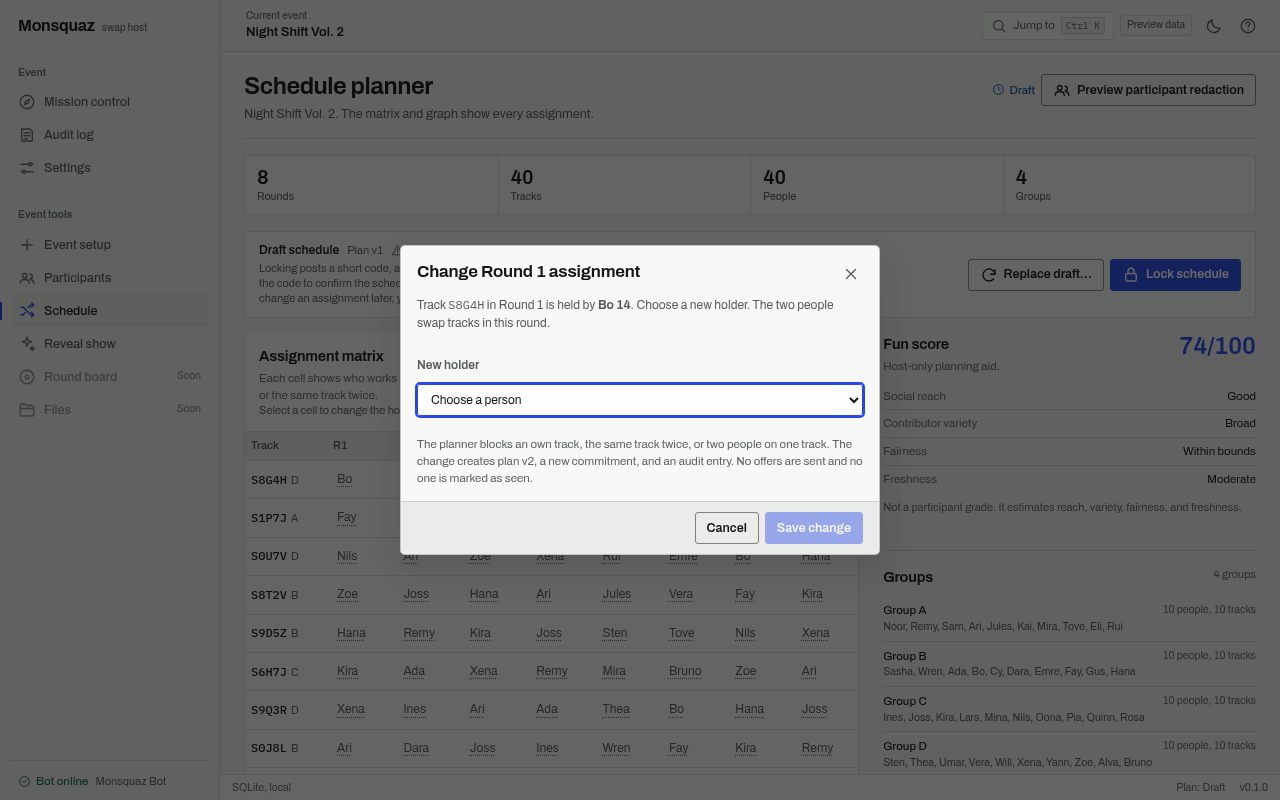 Monsquaz swap host
Current event
Night Shift Vol. 2
Jump to Ctrl K
Preview data
Event
Mission control
Audit log
Settings
Event tools
Event setup
Participants
Schedule
Reveal show
Round board Soon
Files Soon
Bot online Monsquaz Bot
Schedule planner
Night Shift Vol. 2. The matrix and graph show every assignment.
Draft
Preview participant redaction
8
Rounds
40
Tracks
40
People
4
Groups
Draft schedule Plan v1
Locking posts a short code, a
the code to confirm the sched
change an assignment later, y
Replace draft...
Lock schedule
Change Round 1 assignment
Track S8G4H in Round 1 is held by Bo 14. Choose a new holder. The two people
swap tracks in this round.
New holder
Choose a person
The planner blocks an own track, the same track twice, or two people on one track. The
change creates plan v2, a new commitment, and an audit entry. No offers are sent and no
one is marked as seen.
Cancel
Save change
Assignment matrix
Each cell shows who works
or the same track twice.
Select a cell to change the ho
Track R1
S8G4H D Bo
S1P7J A Fay
S0U7V D Nils Ari Zoe Xena Rui Emre Bo Hana
S8T2V B Zoe Joss Hana Ari Jules Vera Fay Kira
S9D5Z B Hana Remy Kira Joss Sten Tove Nils Xena
S6H7J C Kira Ada Xena Remy Mira Bruno Zoe Ari
S9Q3R D Xena Ines Ari Ada Thea Bo Hana Joss
S0J8L B Ari Dara Joss Ines Wren Fay Kira Remy
Fun score 74/100
Host-only planning aid.
Social reach Good
Contributor variety Broad
Fairness Within bounds
Freshness Moderate
Not a participant grade. It estimates reach, variety, fairness, and freshness.
Groups 4 groups
Group A 10 people, 10 tracks
Noor, Remy, Sam, Ari, Jules, Kai, Mira, Tove, Eli, Rui
Group B 10 people, 10 tracks
Sasha, Wren, Ada, Bo, Cy, Dara, Emre, Fay, Gus, Hana
Group C 10 people, 10 tracks
Ines, Joss, Kira, Lars, Mina, Nils, Oona, Pia, Quinn, Rosa
Group D 10 people, 10 tracks
Sten, Thea, Umar, Vera, Will, Xena, Yann, Zoe, Alva, Bruno
SQLite, local
Plan: Draft v0.1.0